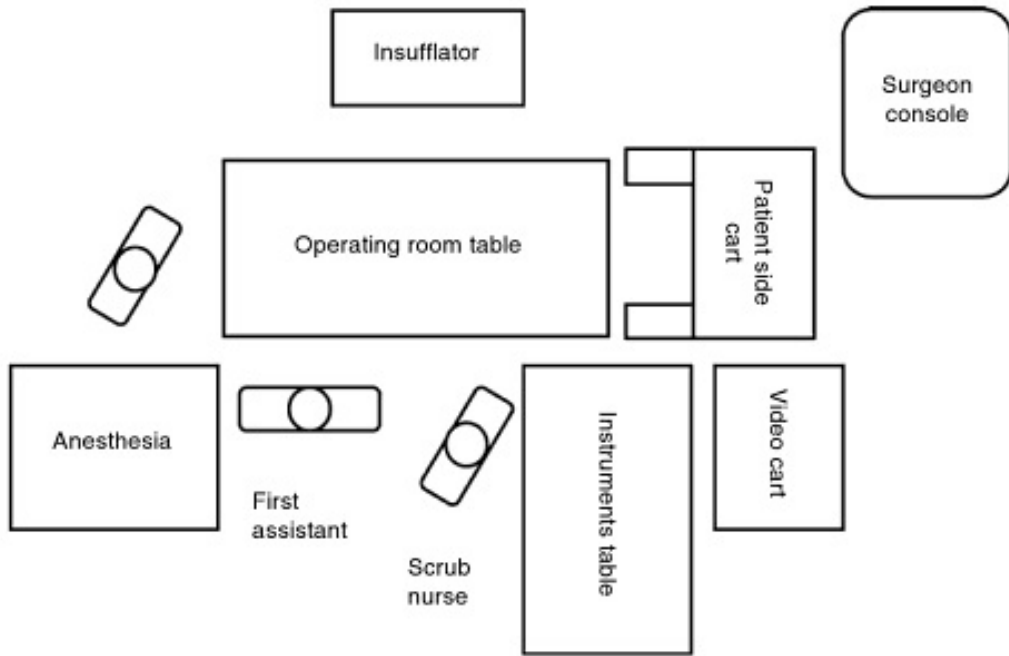 Insufflator
Surgeon
console
Operating room table
Patient side
cart
Anesthesia
First
assistant
Scrub
nurse
Instruments table
Video cart